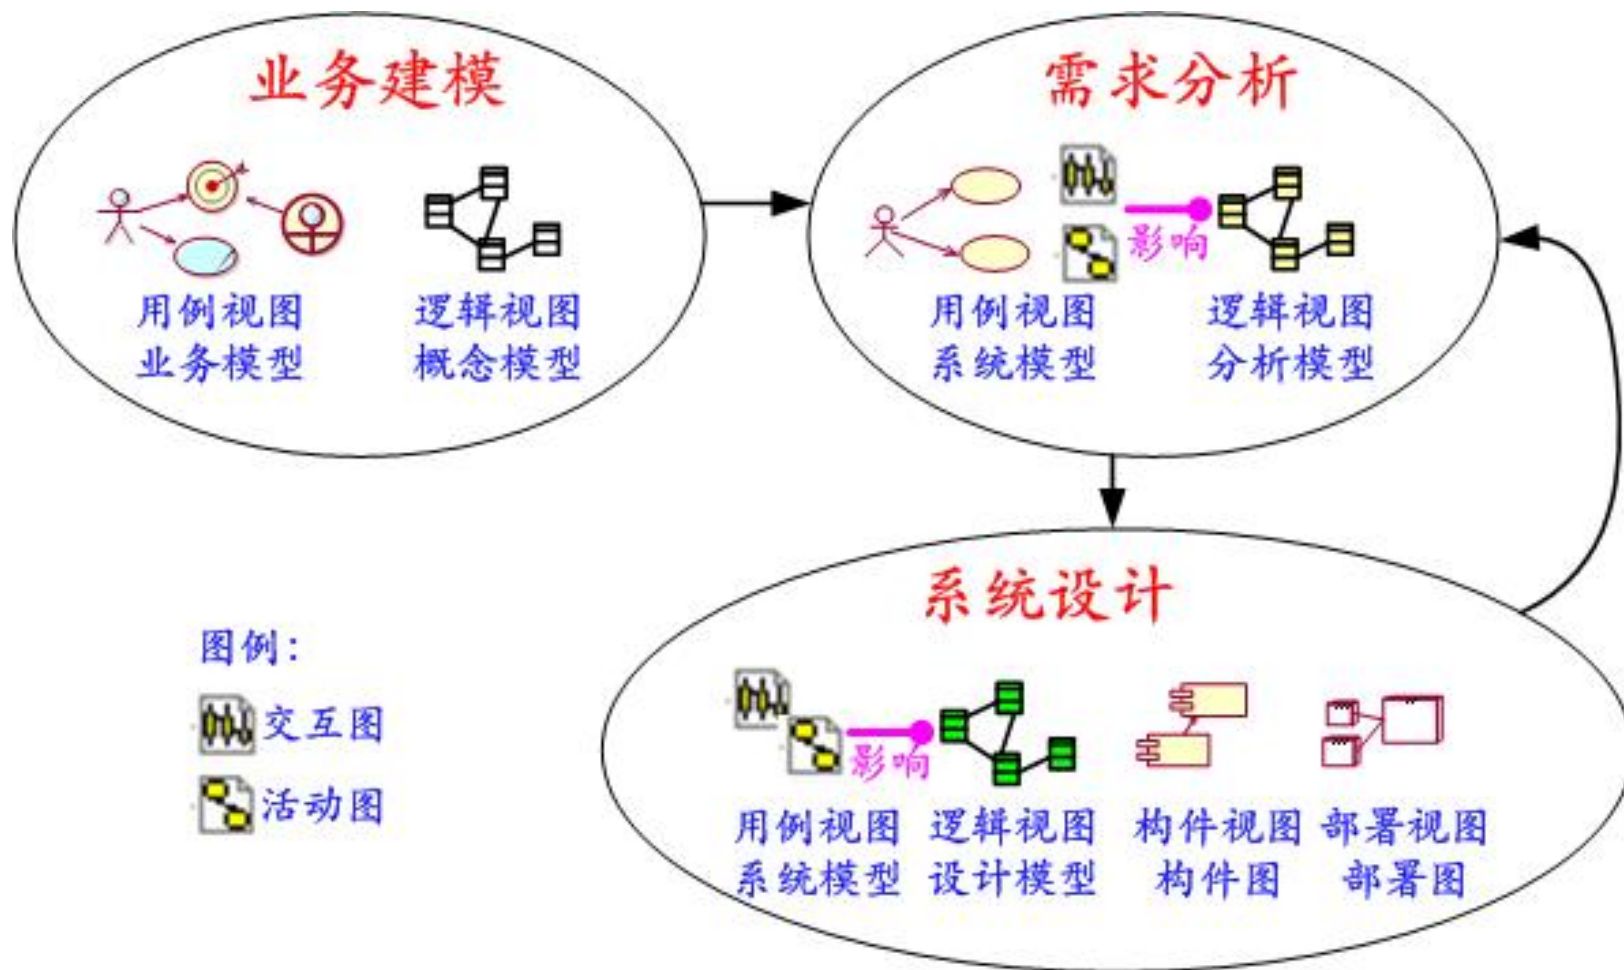 业务建模
用例视图
业务模型
逻辑视图
概念模型
需求分析
影响
用例视图
系统模型
逻辑视图
分析模型
系统设计
影响
用例视图
系统模型
逻辑视图
设计模型
构件视图
构件图
部署视图
部署图
图例:
交互图
活动图